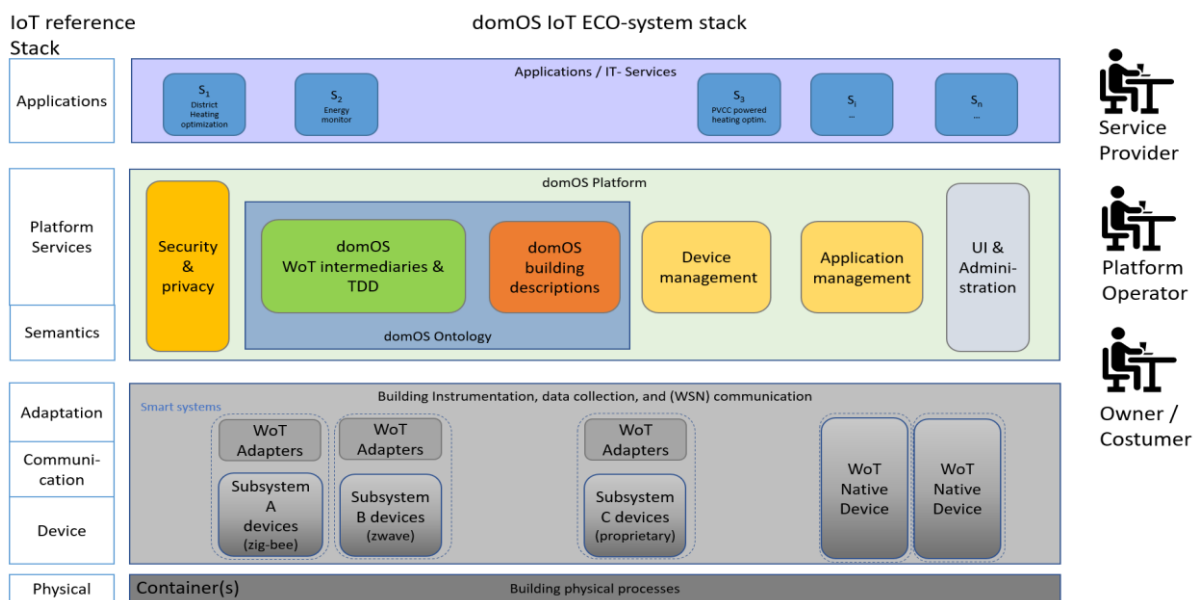 IoT reference
Stack
domOS IoT ECO-system stack
Applications
Applications / IT- Services
S1
District
Heating
optimization
S2
Energy
monitor
S3
PVCC powered
heating optim.
Si
...
Sn
...
Service
Provider
Platform
Services
Semantics
domOS Platform
Security
&
privacy
domOS
WoT intermediaries &
TDD
domOS
building
descriptions
domOS Ontology
Device
management
Application
management
UI &
Admini-
stration
Platform
Operator
Adaptation
Communi-
cation
Device
Building Instrumentation, data collection, and (WSN) communication
Smart systems
WoT
Adapters
Subsystem
A
devices
(zig-bee)
WoT
Adapters
Subsystem
B devices
(zwave)
WoT
Adapters
Subsystem
C devices
(proprietary)
WoT
Native
Device
WoT
Native
Device
Owner /
Costumer
Physical
Container(s)
Building physical processes